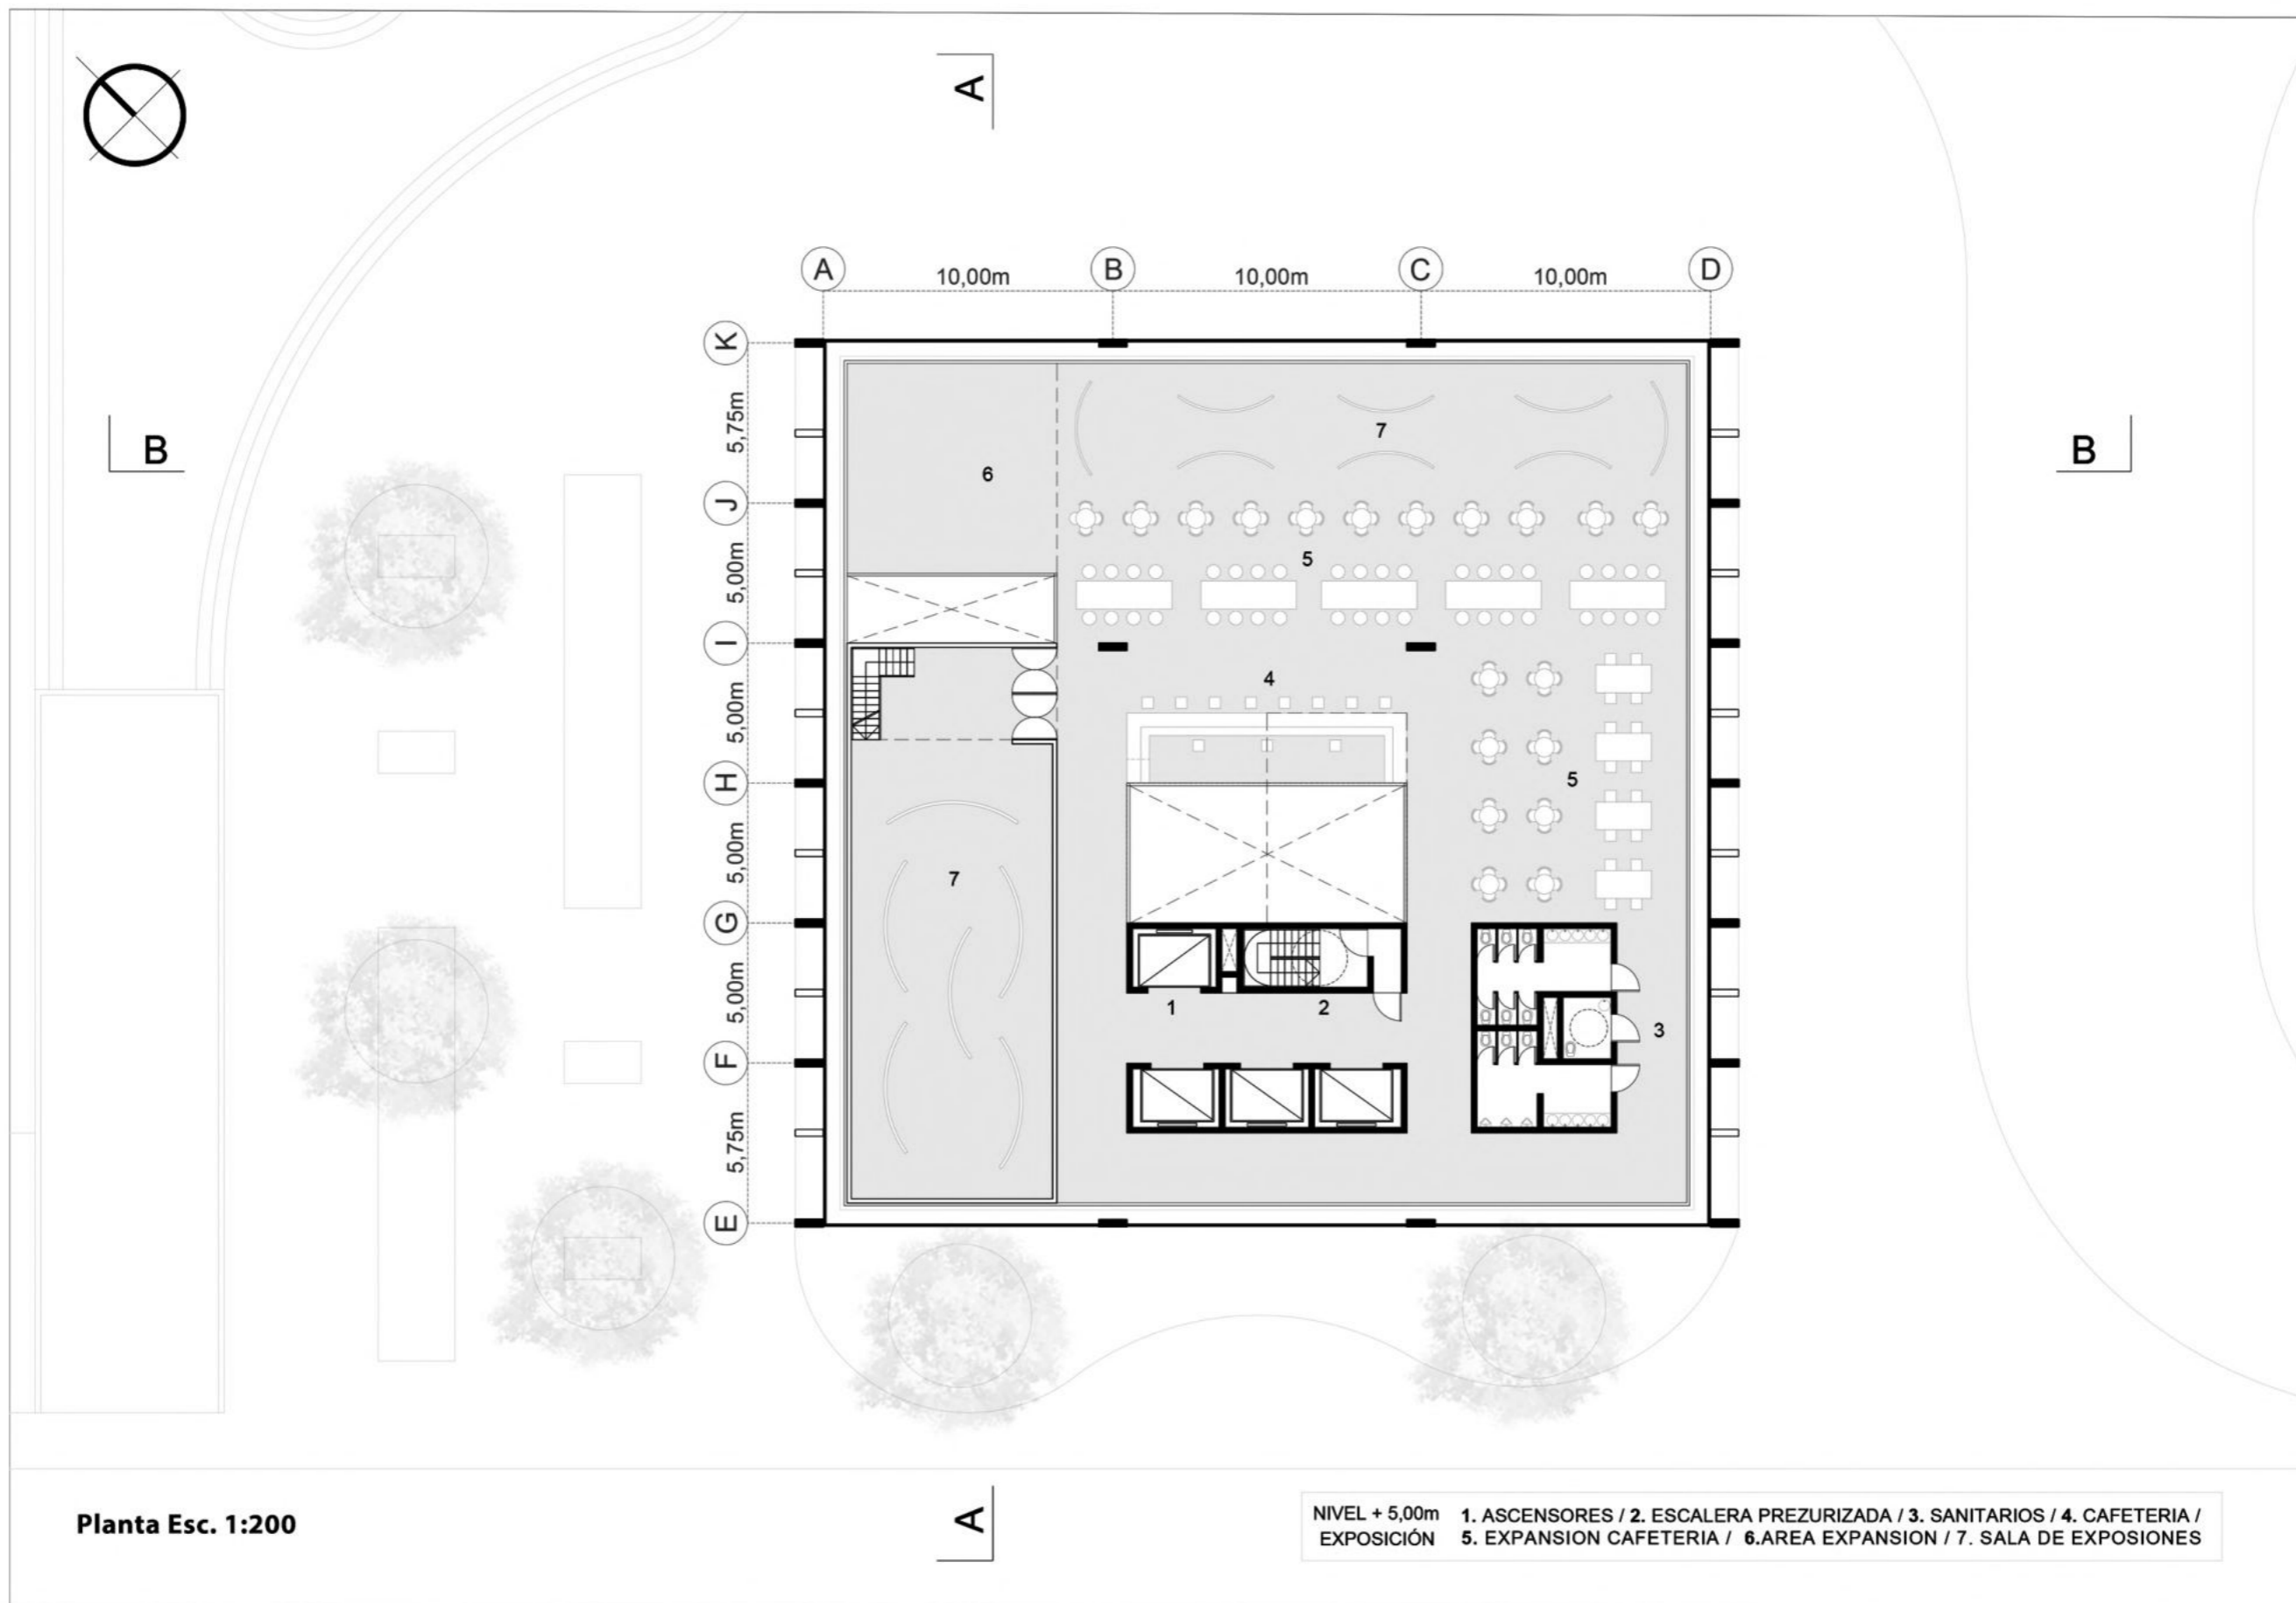 A
A
10,00m
B
10,00m
C
10,00m
D
K
5,75m
J
5,00m
I
5,00m
H
5,00m
G
5,00m
F
5,75m
E
B
B
6
7
5
4
5
7
1
2
3
A
Planta Esc. 1:200
NIVEL + 5,00m
EXPOSICIÓN
1. ASCENSORES / 2. ESCALERA PREZURIZADA / 3. SANITARIOS / 4. CAFETERIA /
5. EXPANSION CAFETERIA / 6.AREA EXPANSION / 7. SALA DE EXPOSIONES